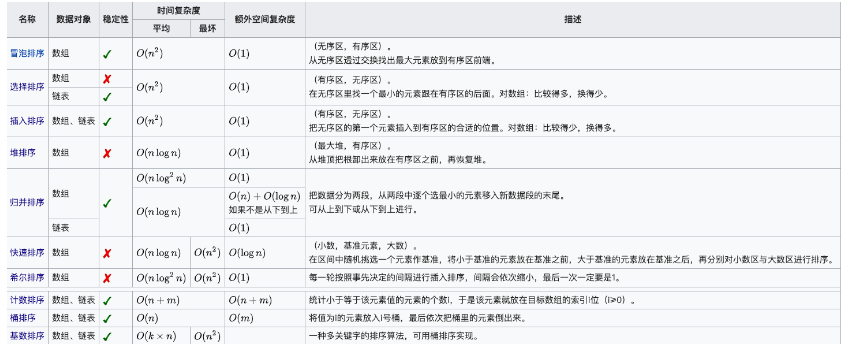 名称 数据对象 稳定性 时间复杂度 额外空间复杂度 描述
平均 最坏
冒泡排序 数组 ✓ O(n²) O(1) （无序区，有序区）。
从无序区透过交换找出最大元素放到有序区前端。
选择排序 数组 ✗ O(n²) O(1) （有序区，无序区）。
链表 ✓ 在无序区里找一个最小的元素跟在有序区的后面。对数组：比较得多，换得少。
插入排序 数组、链表 ✓ O(n²) O(1) （有序区，无序区）。
把无序区的第一个元素插入到有序区的合适的位置。对数组：比较得少，换得多。
堆排序 数组 ✗ O(n log n) O(1) （最大堆，有序区）。
从堆顶把根卸出来放在有序区之前，再恢复堆。
归并排序 数组 ✓ O(n log² n) O(1) 把数据分为两段，从两段中逐个选最小的元素移入新数据段的末尾。
O(n log n) O(n) + O(log n) 可从上到下或从下到上进行。
如果不是从下到上
链表 O(1)
快速排序 数组 ✗ O(n log n) O(n²) O(log n) （小数，基准元素，大数）。
在区间中随机挑选一个元素作基准，将小于基准的元素放在基准之前，大于基准的元素放在基准之后，再分别对小数区与大数区进行排序。
希尔排序 数组 ✗ O(n log² n) O(n²) O(1) 每一轮按照事先决定的间隔进行插入排序，间隔会依次缩小，最后一次一定要是1。
计数排序 数组、链表 ✓ O(n + m) O(n + m) 统计小于等于该元素值的元素的个数i，于是该元素就放在目标数组的索引i位（i≥0）。
桶排序 数组、链表 ✓ O(n) O(m) 将值为i的元素放入i号桶，最后依次把桶里的元素倒出来。
基数排序 数组、链表 ✓ O(k × n) O(n²) 一种多关键字的排序算法，可用桶排序实现。